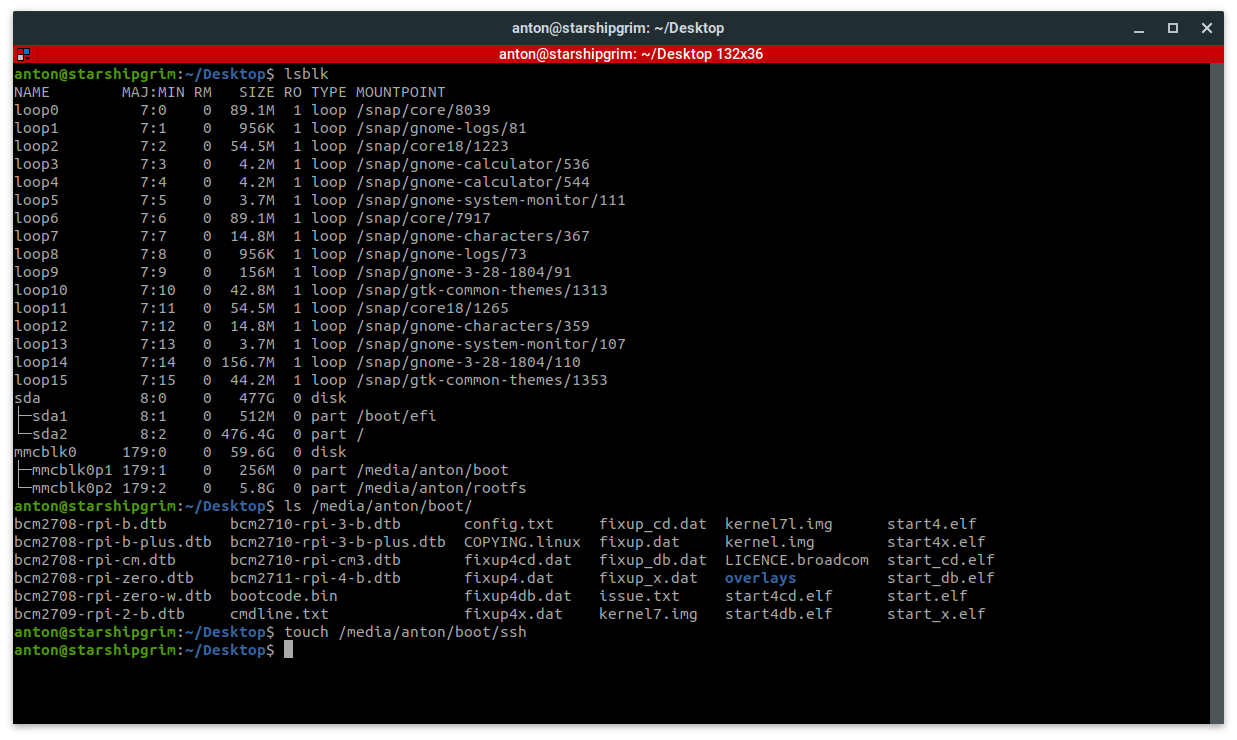 anton@starshipgrim: ~/Desktop
anton@starshipgrim: ~/Desktop 132x36
anton@starshipgrim:~/Desktop$ lsblk
NAME        MAJ:MIN RM   SIZE RO TYPE MOUNTPOINT
loop0         7:0    0  89.1M  1 loop /snap/core/8039
loop1         7:1    0   956K  1 loop /snap/gnome-logs/81
loop2         7:2    0  54.5M  1 loop /snap/core18/1223
loop3         7:3    0   4.2M  1 loop /snap/gnome-calculator/536
loop4         7:4    0   4.2M  1 loop /snap/gnome-calculator/544
loop5         7:5    0   3.7M  1 loop /snap/gnome-system-monitor/111
loop6         7:6    0  89.1M  1 loop /snap/core/7917
loop7         7:7    0  14.8M  1 loop /snap/gnome-characters/367
loop8         7:8    0   956K  1 loop /snap/gnome-logs/73
loop9         7:9    0   156M  1 loop /snap/gnome-3-28-1804/91
loop10        7:10   0  42.8M  1 loop /snap/gtk-common-themes/1313
loop11        7:11   0  54.5M  1 loop /snap/core18/1265
loop12        7:12   0  14.8M  1 loop /snap/gnome-characters/359
loop13        7:13   0   3.7M  1 loop /snap/gnome-system-monitor/107
loop14        7:14   0 156.7M  1 loop /snap/gnome-3-28-1804/110
loop15        7:15   0  44.2M  1 loop /snap/gtk-common-themes/1353
sda           8:0    0   477G  0 disk
├─sda1        8:1    0   512M  0 part /boot/efi
└─sda2        8:2    0 476.4G  0 part /
mmcblk0     179:0    0  59.6G  0 disk
├─mmcblk0p1 179:1    0   256M  0 part /media/anton/boot
└─mmcblk0p2 179:2    0   5.8G  0 part /media/anton/rootfs
anton@starshipgrim:~/Desktop$ ls /media/anton/boot/
bcm2708-rpi-b.dtb       bcm2710-rpi-3-b.dtb       config.txt     fixup_cd.dat  kernel7l.img      start4.elf
bcm2708-rpi-b-plus.dtb  bcm2710-rpi-3-b-plus.dtb  COPYING.linux  fixup.dat     kernel.img        start4x.elf
bcm2708-rpi-cm.dtb      bcm2710-rpi-cm3.dtb       fixup4cd.dat   fixup_db.dat  LICENCE.broadcom  start_cd.elf
bcm2708-rpi-zero.dtb    bcm2711-rpi-4-b.dtb       fixup4.dat     fixup_x.dat   overlays          start_db.elf
bcm2708-rpi-zero-w.dtb  bootcode.bin              fixup4db.dat   issue.txt     start4cd.elf      start.elf
bcm2709-rpi-2-b.dtb     cmdline.txt               fixup4x.dat    kernel7.img   start4db.elf      start_x.elf
anton@starshipgrim:~/Desktop$ touch /media/anton/boot/ssh
anton@starshipgrim:~/Desktop$